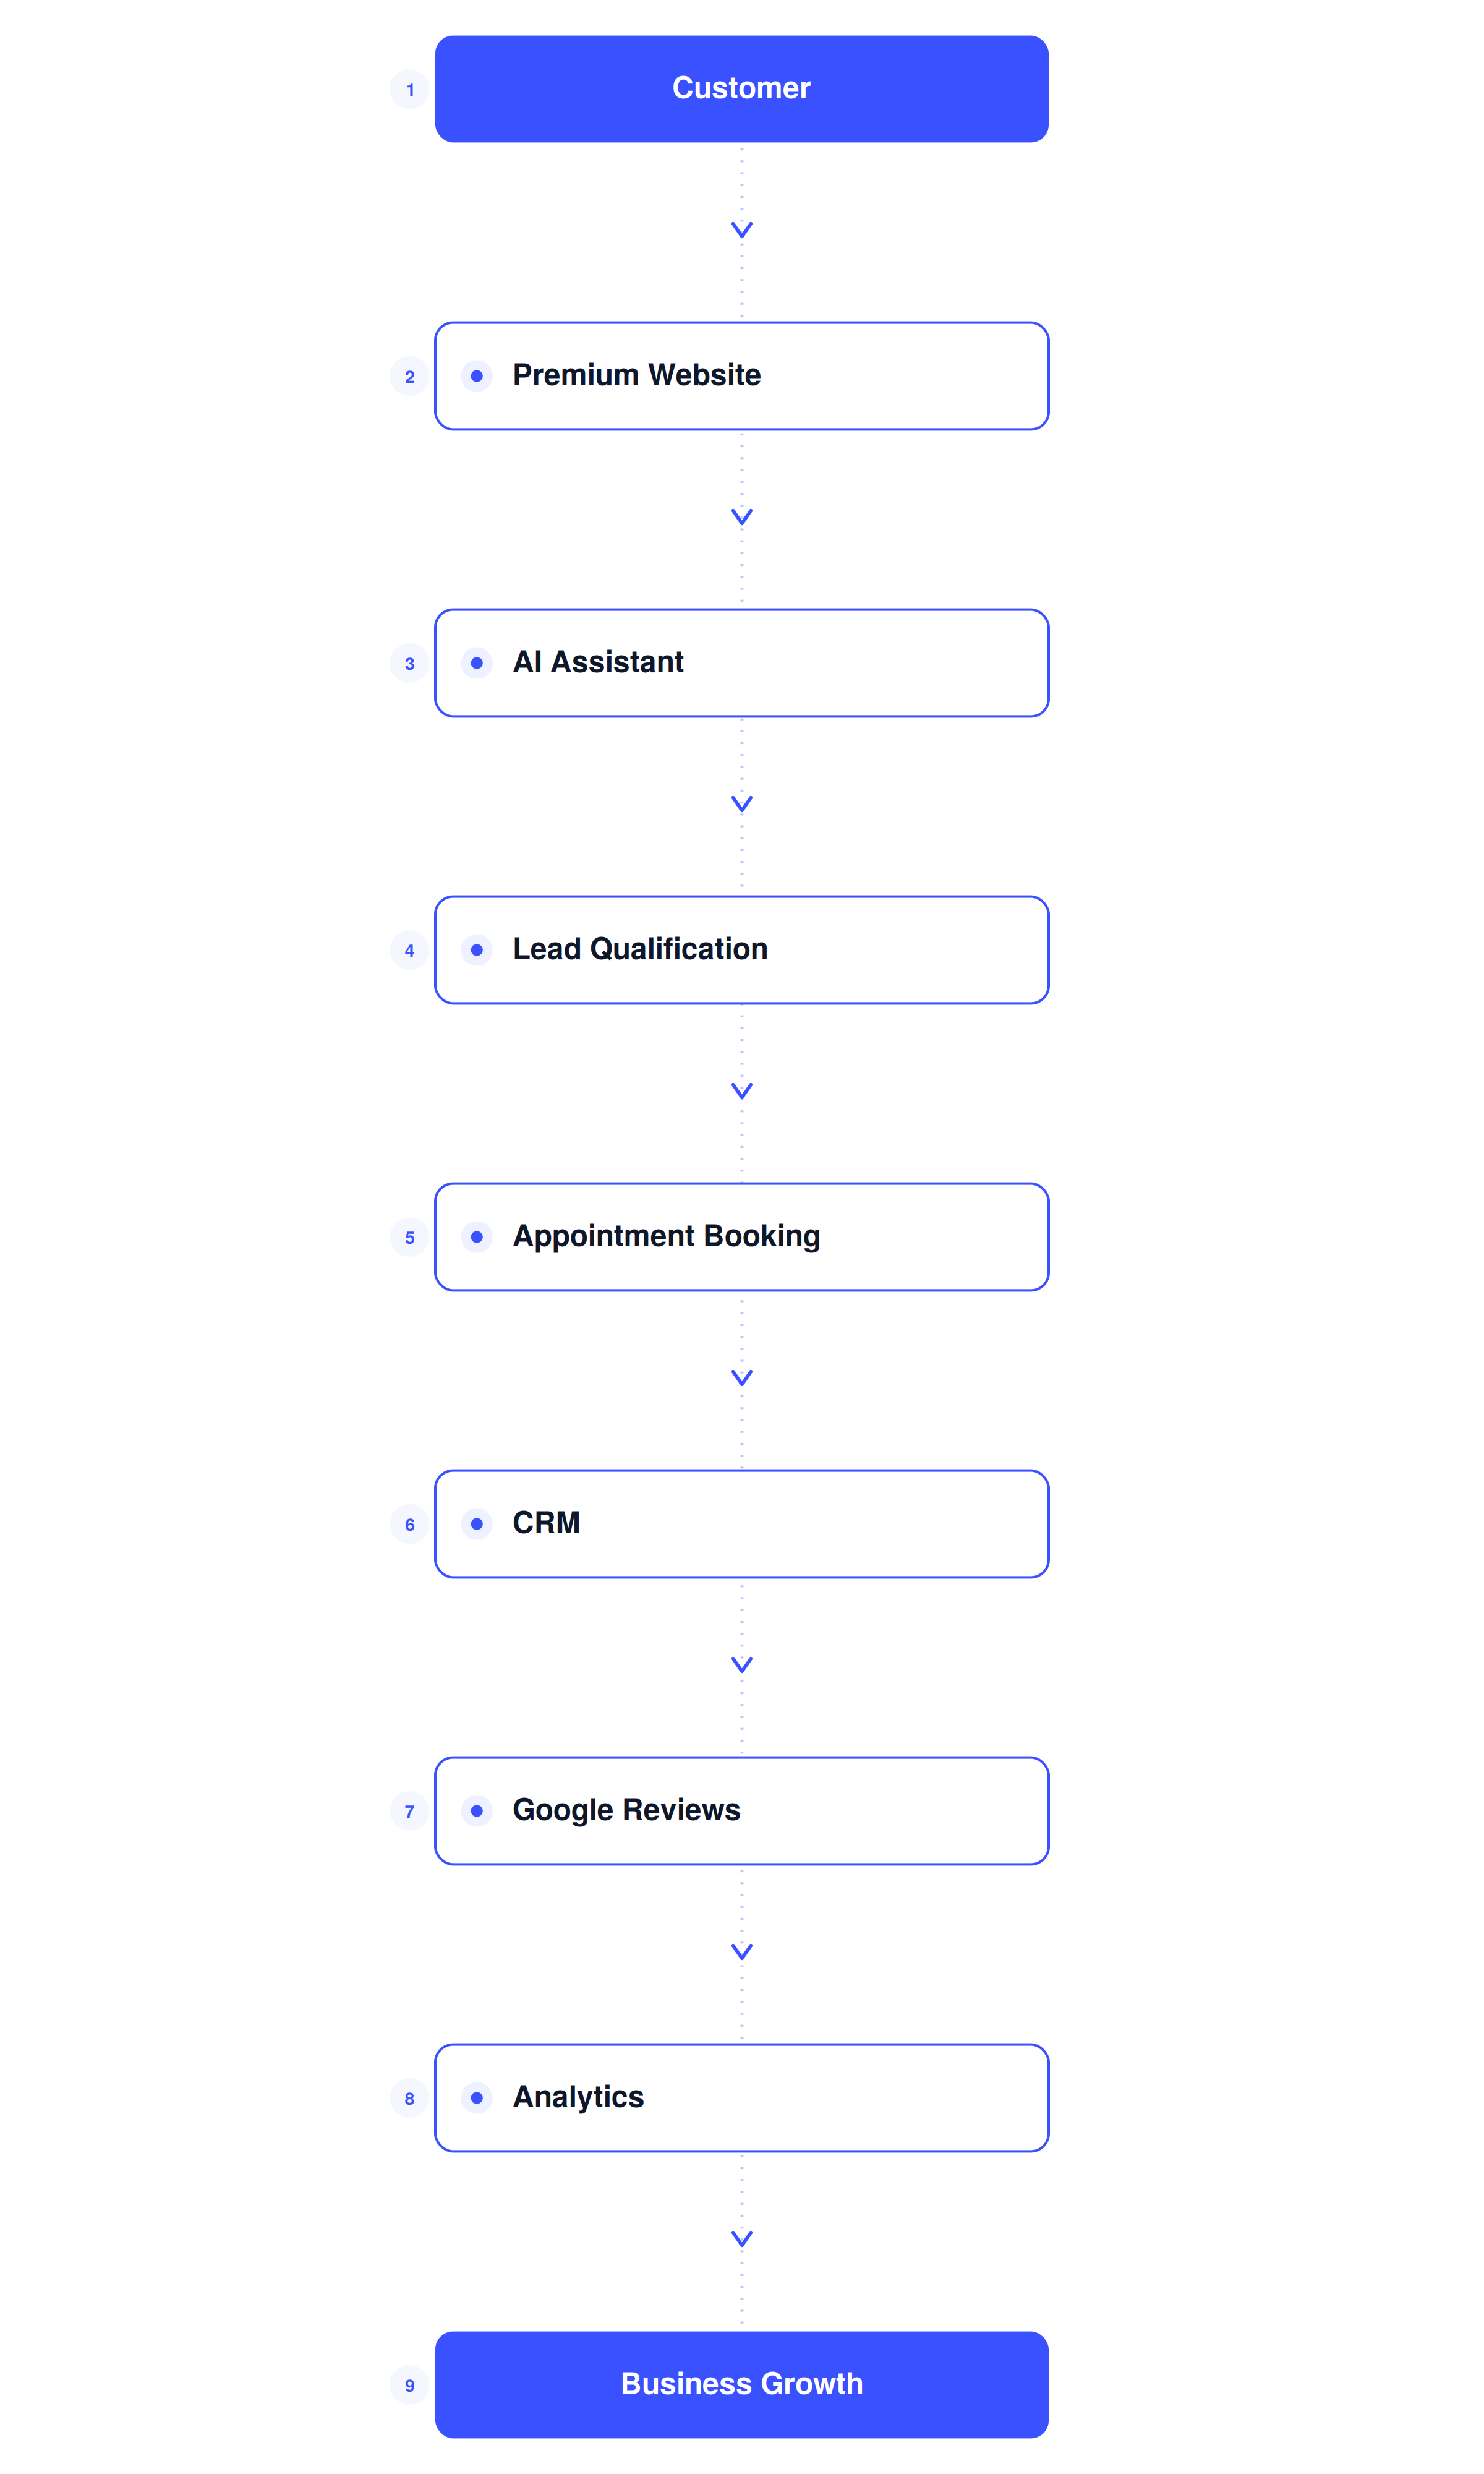 1
Customer
2
Premium Website
3
AI Assistant
4
Lead Qualification
5
Appointment Booking
6
CRM
7
Google Reviews
8
Analytics
9
Business Growth